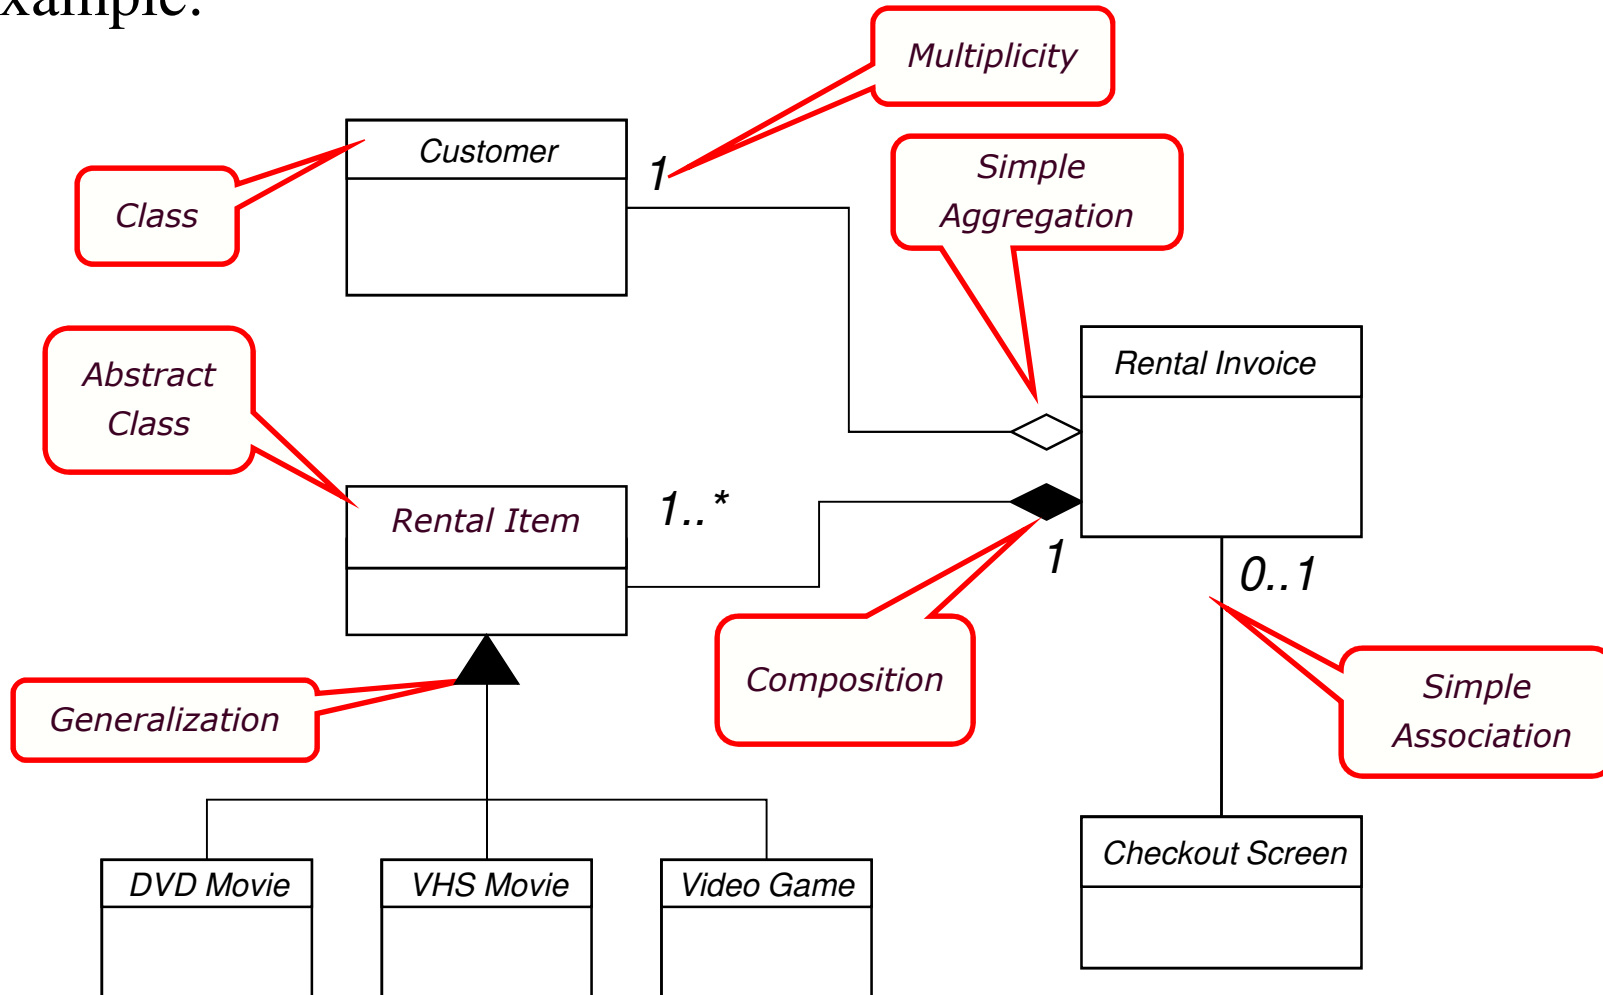 xample:
Multiplicity
Customer
1
Simple
Aggregation
Class
Abstract
Class
Rental Invoice
Rental Item
1..*
1
0..1
Composition
Simple
Association
Generalization
Checkout Screen
DVD Movie
VHS Movie
Video Game